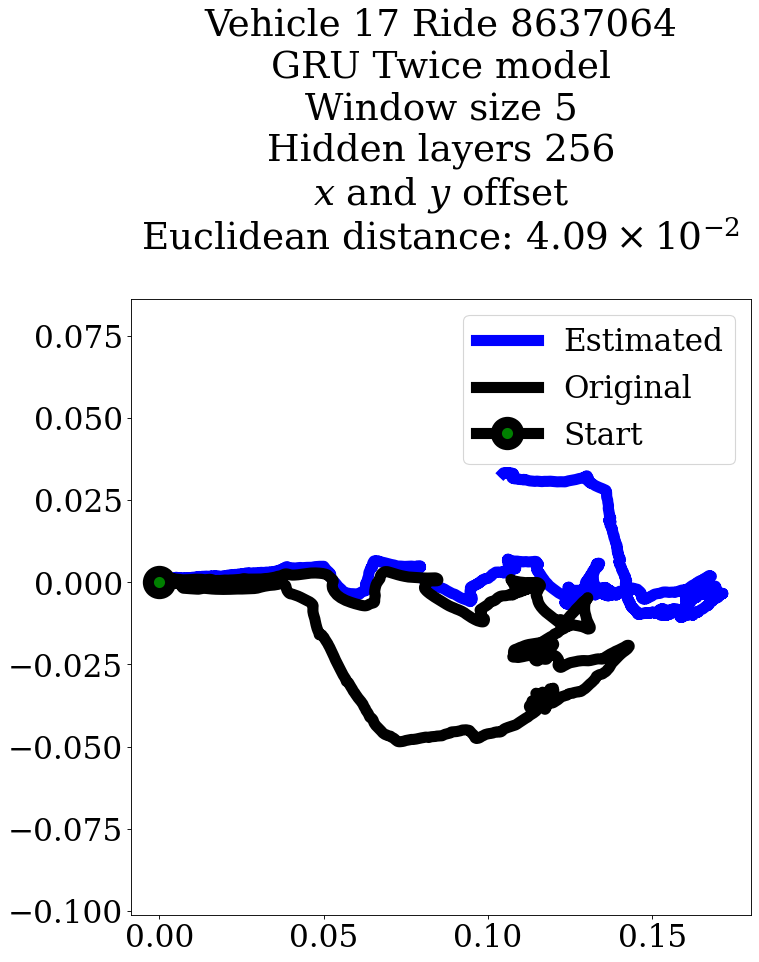 Vehicle 17 Ride 8637064
GRU Twice model
Window size 5
Hidden layers 256
x and y offset
Euclidean distance: 4.09 × 10⁻²
Estimated
Original
Start
0.075
0.050
0.025
0.000
−0.025
−0.050
−0.075
−0.100
0.00 0.05 0.10 0.15